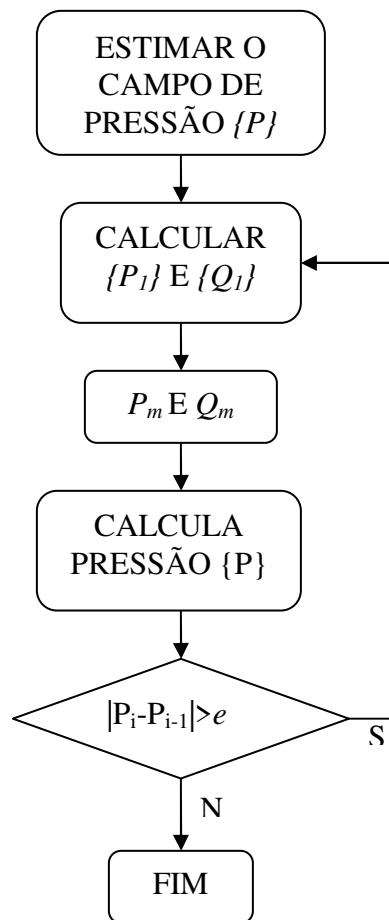 ESTIMAR O
CAMPO DE
PRESSÃO {P}
CALCULAR
{P₁} E {Q₁}
Pₘ E Qₘ
CALCULA
PRESSÃO {P}
|Pᵢ-Pᵢ₋₁|>e
S
N
FIM